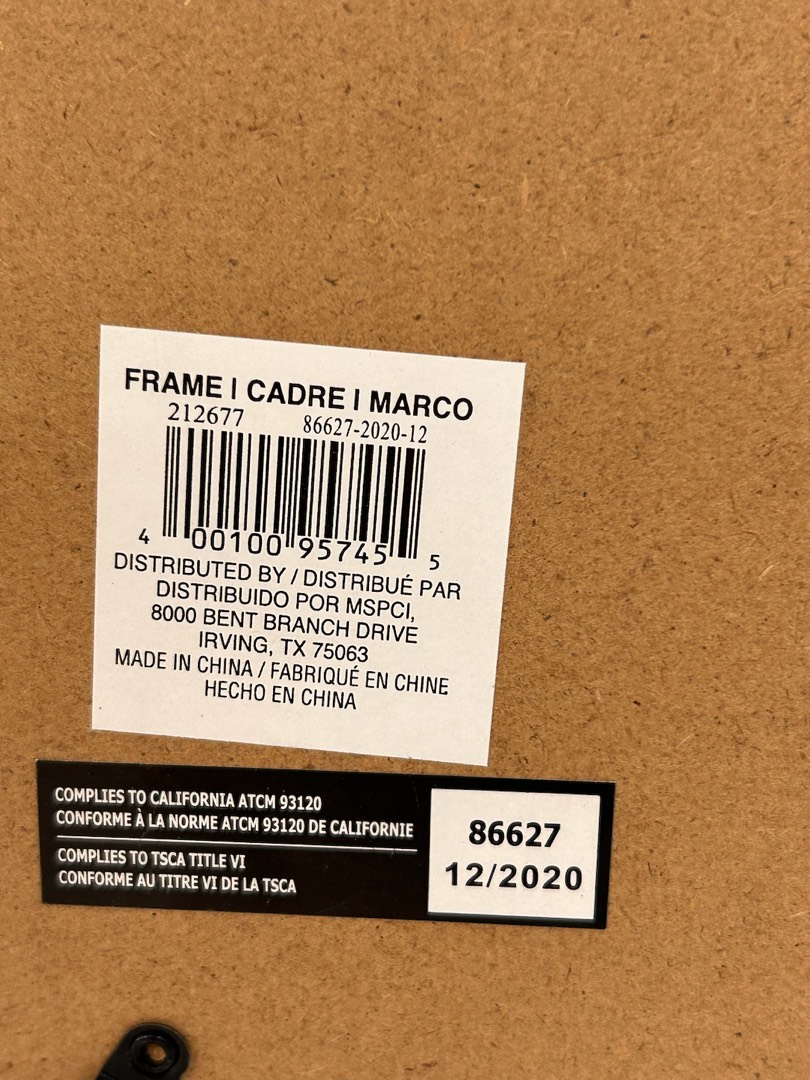 FRAME | CADRE | MARCO
212677 86627-2020-12
4 00100 95745 5
DISTRIBUTED BY / DISTRIBUÉ PAR
DISTRIBUIDO POR MSPCI,
8000 BENT BRANCH DRIVE
IRVING, TX 75063
MADE IN CHINA / FABRIQUÉ EN CHINE
HECHO EN CHINA
COMPLIES TO CALIFORNIA ATCM 93120
CONFORME À LA NORME ATCM 93120 DE CALIFORNIE
COMPLIES TO TSCA TITLE VI
CONFORME AU TITRE VI DE LA TSCA
86627
12/2020